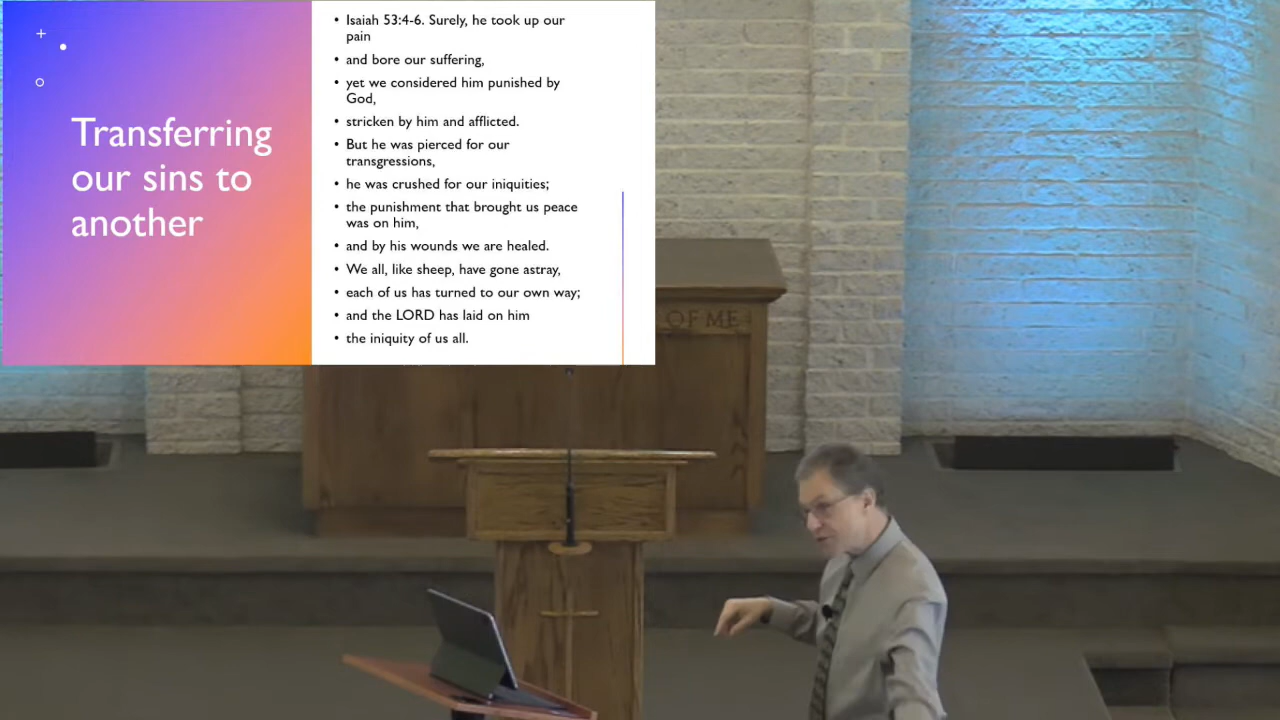 Transferring
our sins to
another
• Isaiah 53:4-6. Surely, he took up our
pain
• and bore our suffering,
• yet we considered him punished by
God,
• stricken by him and afflicted.
• But he was pierced for our
transgressions,
• he was crushed for our iniquities;
• the punishment that brought us peace
was on him,
• and by his wounds we are healed.
• We all, like sheep, have gone astray,
• each of us has turned to our own way;
• and the LORD has laid on him
• the iniquity of us all.
OF ME